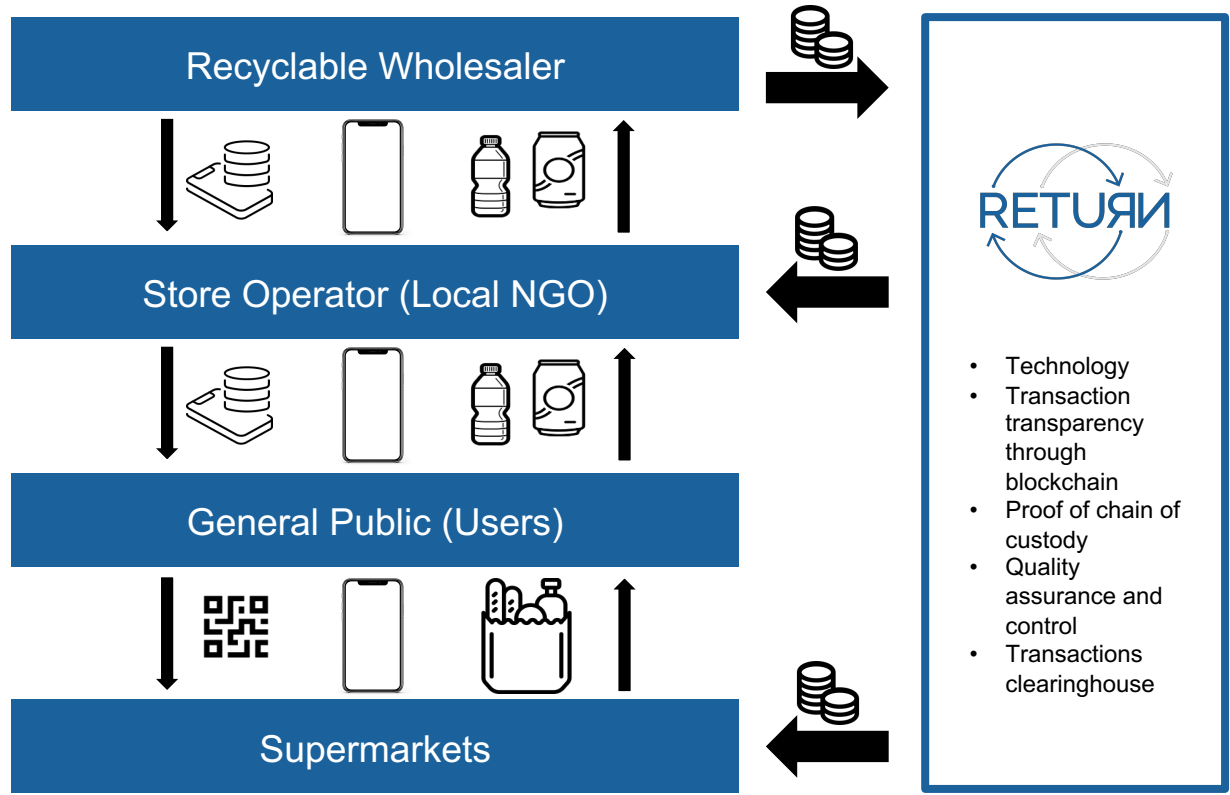 Recyclable Wholesaler
Store Operator (Local NGO)
General Public (Users)
Supermarkets
RETUЯN
• Technology
• Transaction
transparency
through
blockchain
• Proof of chain of
custody
• Quality
assurance and
control
• Transactions
clearinghouse